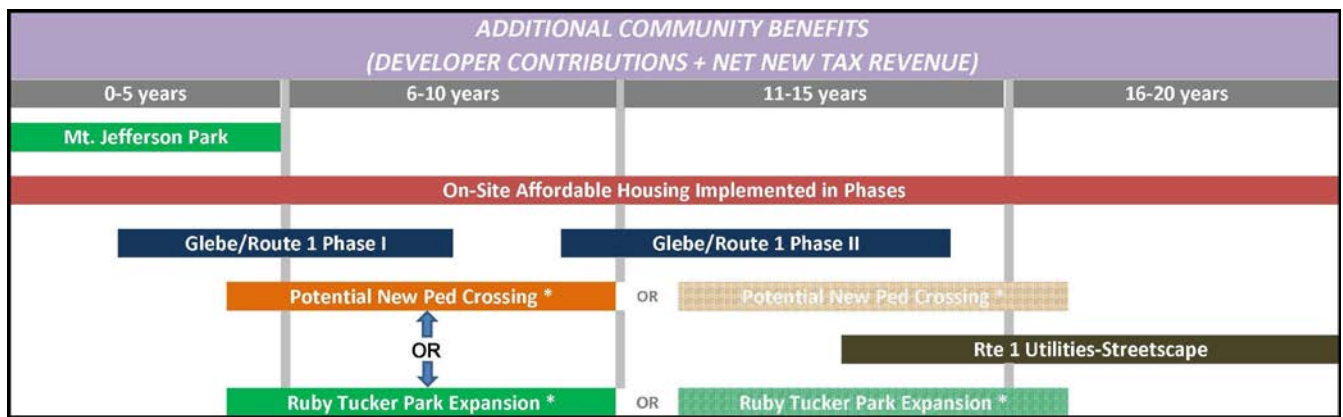 ADDITIONAL COMMUNITY BENEFITS
(DEVELOPER CONTRIBUTIONS + NET NEW TAX REVENUE)
0-5 years 6-10 years 11-15 years 16-20 years
Mt. Jefferson Park
On-Site Affordable Housing Implemented in Phases
Glebe/Route 1 Phase I Glebe/Route 1 Phase II
Potential New Ped Crossing * OR Potential New Ped Crossing *
OR
Rte 1 Utilities-Streetscape
Ruby Tucker Park Expansion * OR Ruby Tucker Park Expansion *